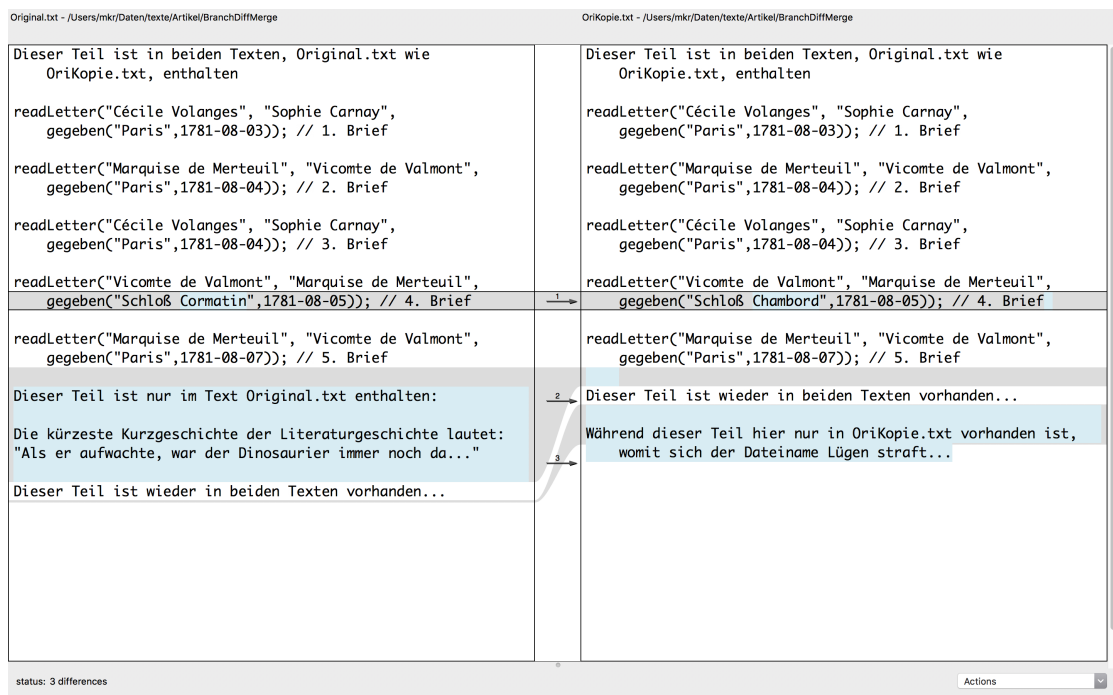 Original.txt - /Users/mkr/Daten/texte/Artikel/BranchDiffMerge
Dieser Teil ist in beiden Texten, Original.txt wie
OriKopie.txt, enthalten
readLetter("Cécile Volanges", "Sophie Carnay",
gegeben("Paris",1781-08-03)); // 1. Brief
readLetter("Marquise de Merteuil", "Vicomte de Valmont",
gegeben("Paris",1781-08-04)); // 2. Brief
readLetter("Cécile Volanges", "Sophie Carnay",
gegeben("Paris",1781-08-04)); // 3. Brief
readLetter("Vicomte de Valmont", "Marquise de Merteuil",
gegeben("Schloß Cormatin",1781-08-05)); // 4. Brief
readLetter("Marquise de Merteuil", "Vicomte de Valmont",
gegeben("Paris",1781-08-07)); // 5. Brief
Dieser Teil ist nur im Text Original.txt enthalten:
Die kürzeste Kurzgeschichte der Literaturgeschichte lautet:
"Als er aufwachte, war der Dinosaurier immer noch da..."
Dieser Teil ist wieder in beiden Texten vorhanden...
1
2
3
OriKopie.txt - /Users/mkr/Daten/texte/Artikel/BranchDiffMerge
Dieser Teil ist in beiden Texten, Original.txt wie
OriKopie.txt, enthalten
readLetter("Cécile Volanges", "Sophie Carnay",
gegeben("Paris",1781-08-03)); // 1. Brief
readLetter("Marquise de Merteuil", "Vicomte de Valmont",
gegeben("Paris",1781-08-04)); // 2. Brief
readLetter("Cécile Volanges", "Sophie Carnay",
gegeben("Paris",1781-08-04)); // 3. Brief
readLetter("Vicomte de Valmont", "Marquise de Merteuil",
gegeben("Schloß Chambord",1781-08-05)); // 4. Brief
readLetter("Marquise de Merteuil", "Vicomte de Valmont",
gegeben("Paris",1781-08-07)); // 5. Brief
Dieser Teil ist wieder in beiden Texten vorhanden...
Während dieser Teil hier nur in OriKopie.txt vorhanden ist,
womit sich der Dateiname Lügen straft...
status: 3 differences
Actions